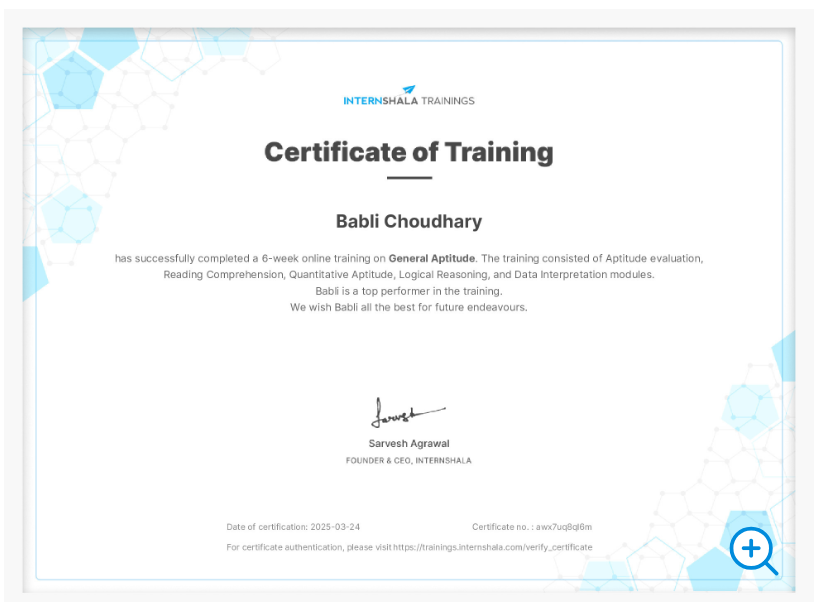 INTERNSHALA TRAININGS
Certificate of Training
Babli Choudhary
has successfully completed a 6-week online training on General Aptitude. The training consisted of Aptitude evaluation,
Reading Comprehension, Quantitative Aptitude, Logical Reasoning, and Data Interpretation modules.
Babli is a top performer in the training.
We wish Babli all the best for future endeavours.
Sarvesh
Sarvesh Agrawal
FOUNDER & CEO, INTERNSHALA
Date of certification: 2025-03-24 Certificate no. : awx7uq8ql6m
For certificate authentication, please visit https://trainings.internshala.com/verify_certificate